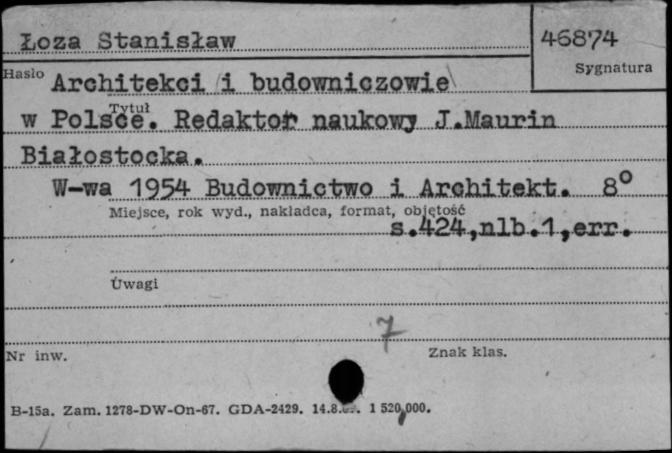 Łoza Stanisław
46874
Hasło
Sygnatura
Architekci i budowniczowie
Tytuł
w Polsce. Redaktor naukowy J.Maurin
Białostocka.
W-wa 1954 Budownictwo i Architekt. 8°
Miejsce, rok wyd., nakładca, format, objętość
s.424,nlb.1,err.
Uwagi
7
Nr inw.
Znak klas.
B-15a. Zam. 1278-DW-On-67. GDA-2429. 14.8. 1 520,000.